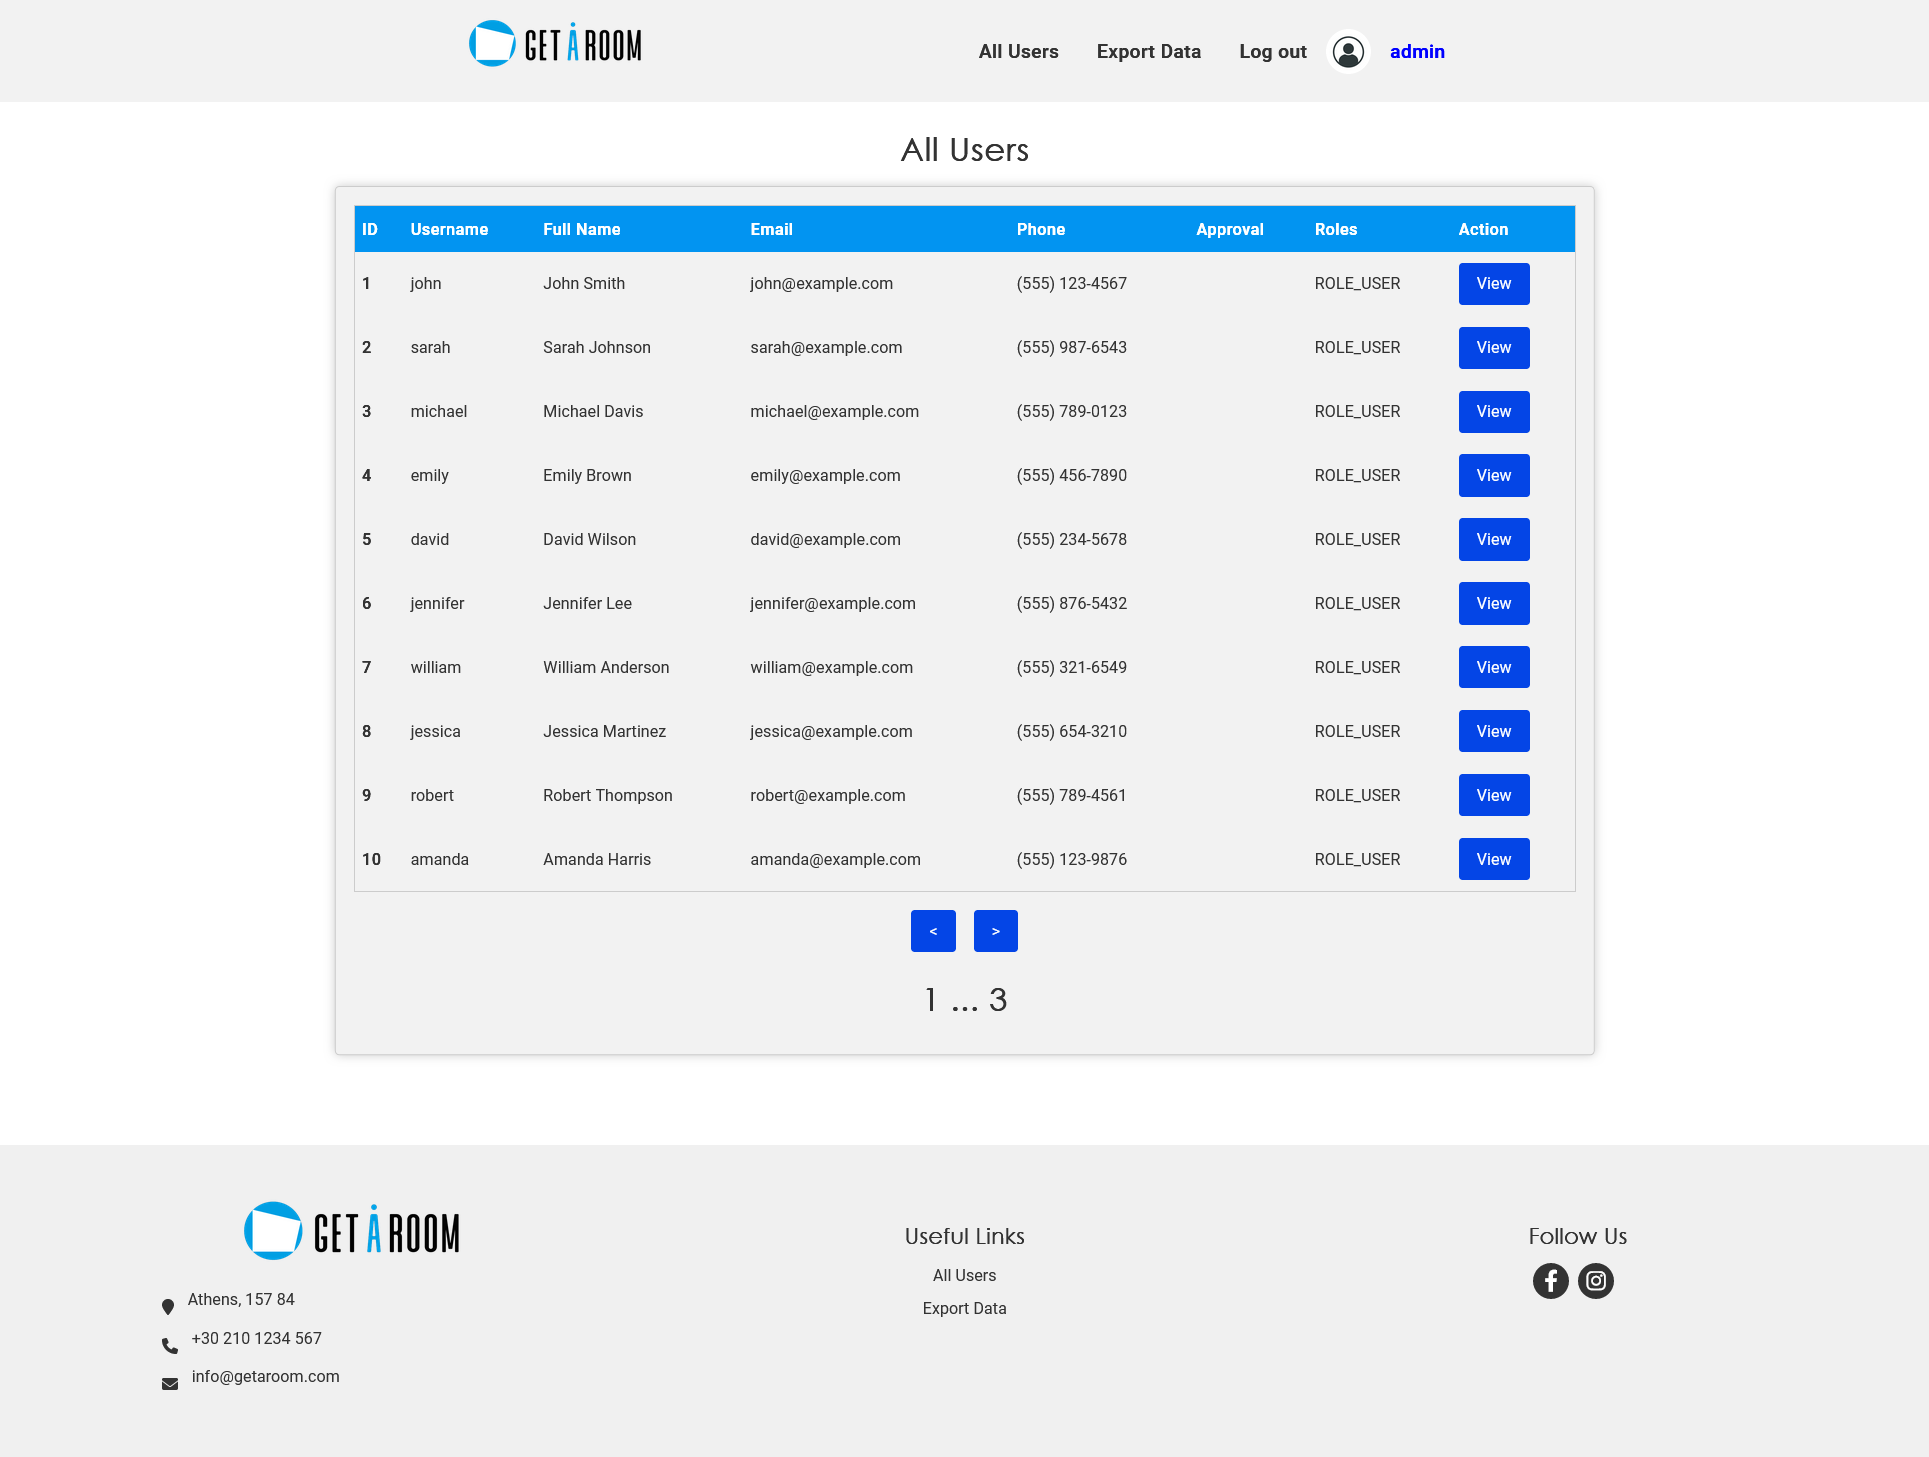 GET A ROOM
All Users Export Data Log out admin
All Users
ID Username Full Name Email Phone Approval Roles Action
1 john John Smith john@example.com (555) 123-4567 ROLE_USER View
2 sarah Sarah Johnson sarah@example.com (555) 987-6543 ROLE_USER View
3 michael Michael Davis michael@example.com (555) 789-0123 ROLE_USER View
4 emily Emily Brown emily@example.com (555) 456-7890 ROLE_USER View
5 david David Wilson david@example.com (555) 234-5678 ROLE_USER View
6 jennifer Jennifer Lee jennifer@example.com (555) 876-5432 ROLE_USER View
7 william William Anderson william@example.com (555) 321-6549 ROLE_USER View
8 jessica Jessica Martinez jessica@example.com (555) 654-3210 ROLE_USER View
9 robert Robert Thompson robert@example.com (555) 789-4561 ROLE_USER View
10 amanda Amanda Harris amanda@example.com (555) 123-9876 ROLE_USER View
< >
1 ... 3
GET A ROOM
Athens, 157 84
+30 210 1234 567
info@getaroom.com
Useful Links
All Users
Export Data
Follow Us